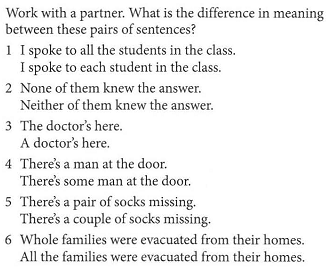 Work with a partner. What is the difference in meaning
between these pairs of sentences?
1 I spoke to all the students in the class.
I spoke to each student in the class.
2 None of them knew the answer.
Neither of them knew the answer.
3 The doctor's here.
A doctor's here.
4 There's a man at the door.
There's some man at the door.
5 There's a pair of socks missing.
There's a couple of socks missing.
6 Whole families were evacuated from their homes.
All the families were evacuated from their homes.